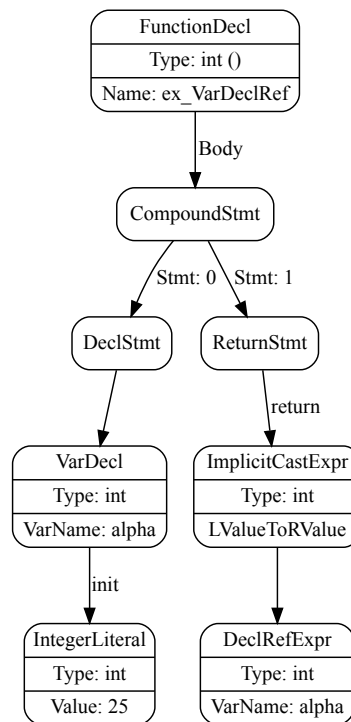 FunctionDecl
Type: int ()
Name: ex_VarDeclRef
Body
CompoundStmt
Stmt: 0
Stmt: 1
DeclStmt
ReturnStmt
return
VarDecl
Type: int
VarName: alpha
ImplicitCastExpr
Type: int
LValueToRValue
init
IntegerLiteral
Type: int
Value: 25
DeclRefExpr
Type: int
VarName: alpha